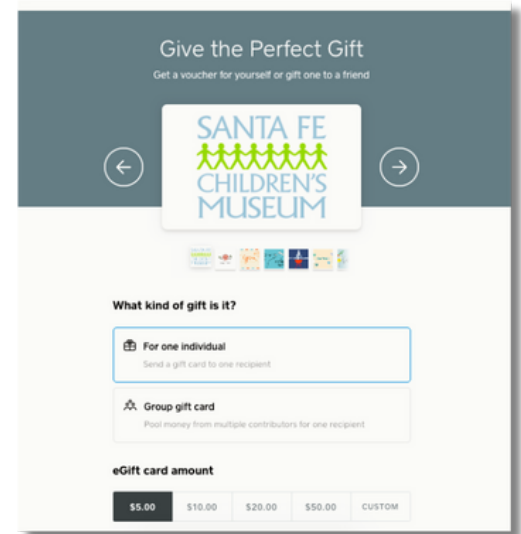 Give the Perfect Gift
Get a voucher for yourself or gift one to a friend
SANTA FE
CHILDREN'S
MUSEUM
What kind of gift is it?
For one individual
Send a gift card to one recipient
Group gift card
Pool money from multiple contributors for one recipient
eGift card amount
$5.00 $10.00 $20.00 $50.00 CUSTOM